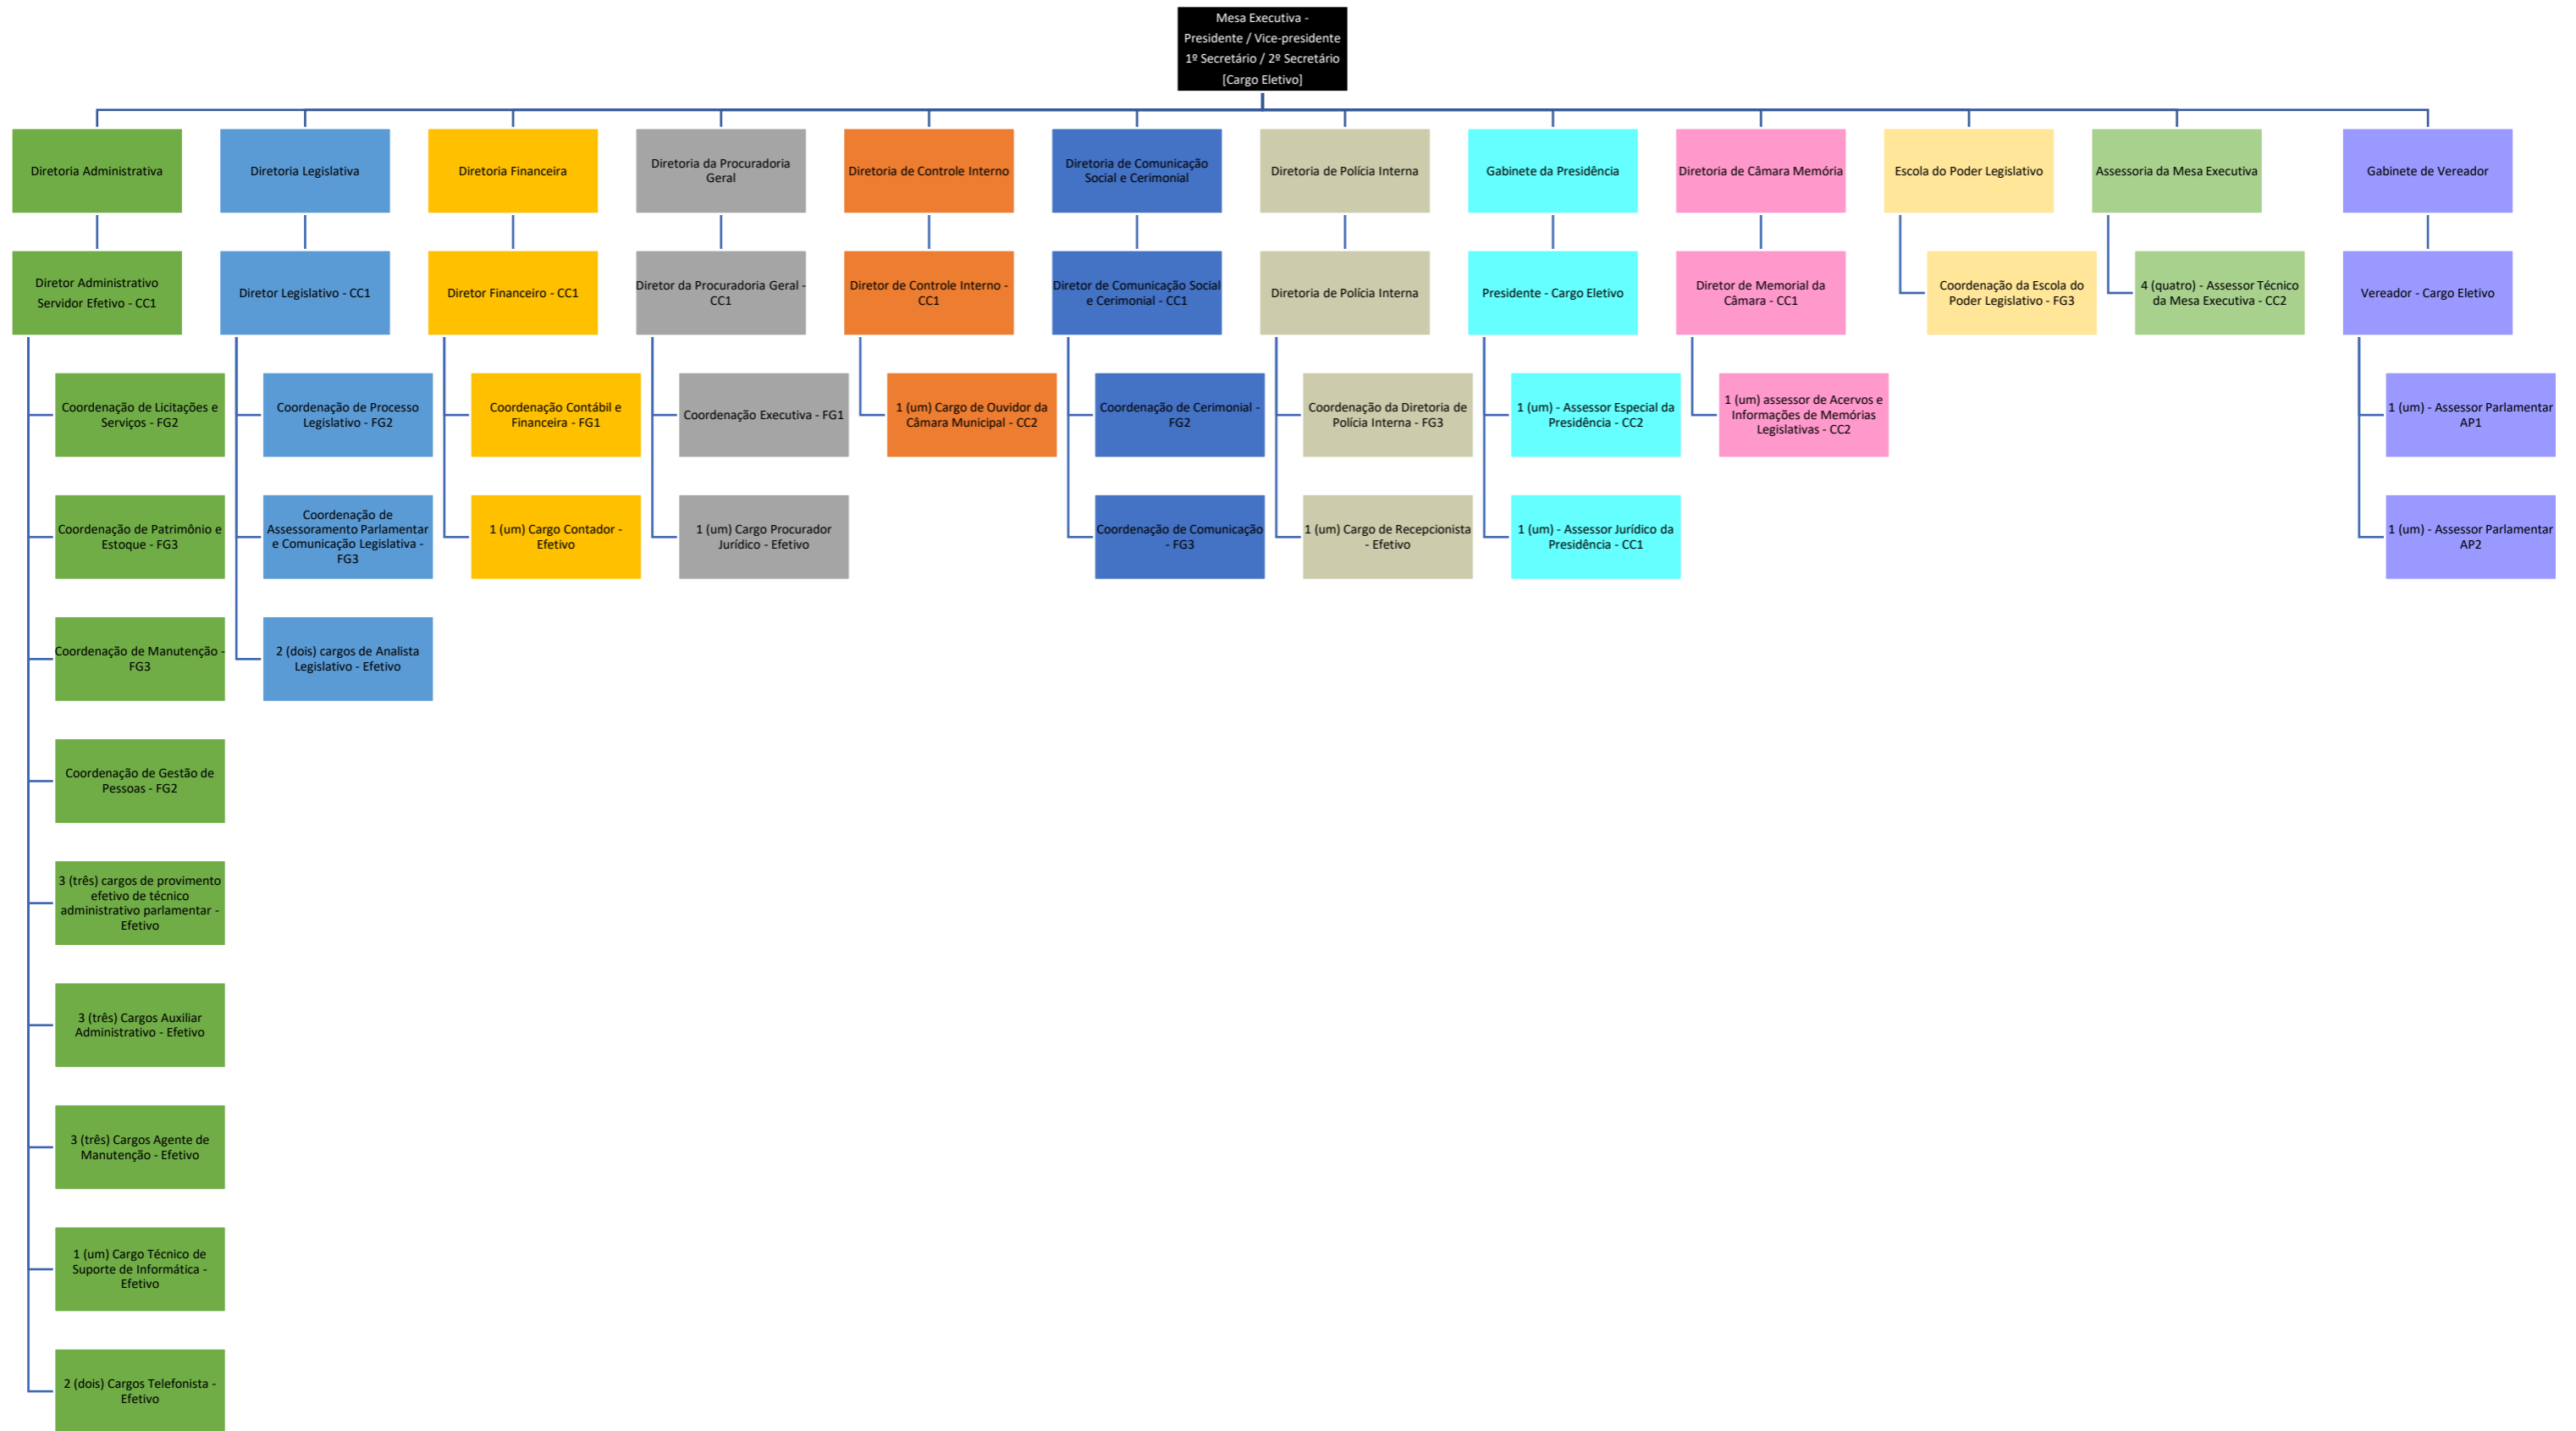 Mesa Executiva -
Presidente / Vice-presidente
1º Secretário / 2º Secretário
[Cargo Eletivo]
Diretoria Administrativa
Diretoria Legislativa
Diretoria Financeira
Diretoria da Procuradoria
Geral
Diretoria de Controle Interno
Diretoria de Comunicação
Social e Cerimonial
Diretoria de Polícia Interna
Gabinete da Presidência
Diretoria de Câmara Memória
Escola do Poder Legislativo
Assessoria da Mesa Executiva
Gabinete de Vereador
Diretor Administrativo
Servidor Efetivo - CC1
Diretor Legislativo - CC1
Diretor Financeiro - CC1
Diretor da Procuradoria Geral -
CC1
Diretor de Controle Interno -
CC1
Diretor de Comunicação Social
e Cerimonial - CC1
Diretoria de Polícia Interna
Presidente - Cargo Eletivo
Diretor de Memorial da
Câmara - CC1
Coordenação da Escola do
Poder Legislativo - FG3
4 (quatro) - Assessor Técnico
da Mesa Executiva - CC2
Vereador - Cargo Eletivo
Coordenação de Licitações e
Serviços - FG2
Coordenação de Processo
Legislativo - FG2
Coordenação Contábil e
Financeira - FG1
Coordenação Executiva - FG1
1 (um) Cargo de Ouvidor da
Câmara Municipal - CC2
Coordenação de Cerimonial -
FG2
Coordenação da Diretoria de
Polícia Interna - FG3
1 (um) - Assessor Especial da
Presidência - CC2
1 (um) assessor de Acervos e
Informações de Memórias
Legislativas - CC2
1 (um) - Assessor Parlamentar
AP1
Coordenação de Patrimônio e
Estoque - FG3
Coordenação de
Assessoramento Parlamentar
e Comunicação Legislativa -
FG3
1 (um) Cargo Contador -
Efetivo
1 (um) Cargo Procurador
Jurídico - Efetivo
Coordenação de Comunicação
- FG3
1 (um) Cargo de Recepcionista
- Efetivo
1 (um) - Assessor Jurídico da
Presidência - CC1
1 (um) - Assessor Parlamentar
AP2
Coordenação de Manutenção -
FG3
2 (dois) cargos de Analista
Legislativo - Efetivo
Coordenação de Gestão de
Pessoas - FG2
3 (três) cargos de provimento
efetivo de técnico
administrativo parlamentar -
Efetivo
3 (três) Cargos Auxiliar
Administrativo - Efetivo
3 (três) Cargos Agente de
Manutenção - Efetivo
1 (um) Cargo Técnico de
Suporte de Informática -
Efetivo
2 (dois) Cargos Telefonista -
Efetivo